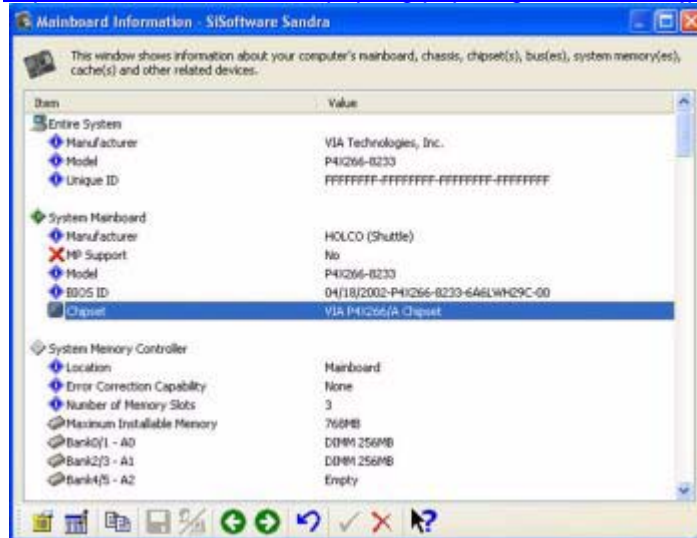 Mainboard Information - SiSoftware Sandra
This window shows information about your computer's mainboard, chassis, chipset(s), bus(es), system memory(es),
cache(s) and other related devices.
Item Value
Entire System
Manufacturer VIA Technologies, Inc.
Model P4X266-8233
Unique ID FFFFFFFF-FFFFFFFF-FFFFFFFF-FFFFFFFF
System Mainboard
Manufacturer HOLCO (Shuttle)
MP Support No
Model P4X266-8233
BIOS ID 04/18/2002-P4X266-8233-6A6LWH29C-00
Chipset VIA P4X266/A Chipset
System Memory Controller
Location Mainboard
Error Correction Capability None
Number of Memory Slots 3
Maximum Installable Memory 768MB
Bank0/1 - A0 DIMM 256MB
Bank2/3 - A1 DIMM 256MB
Bank4/5 - A2 Empty